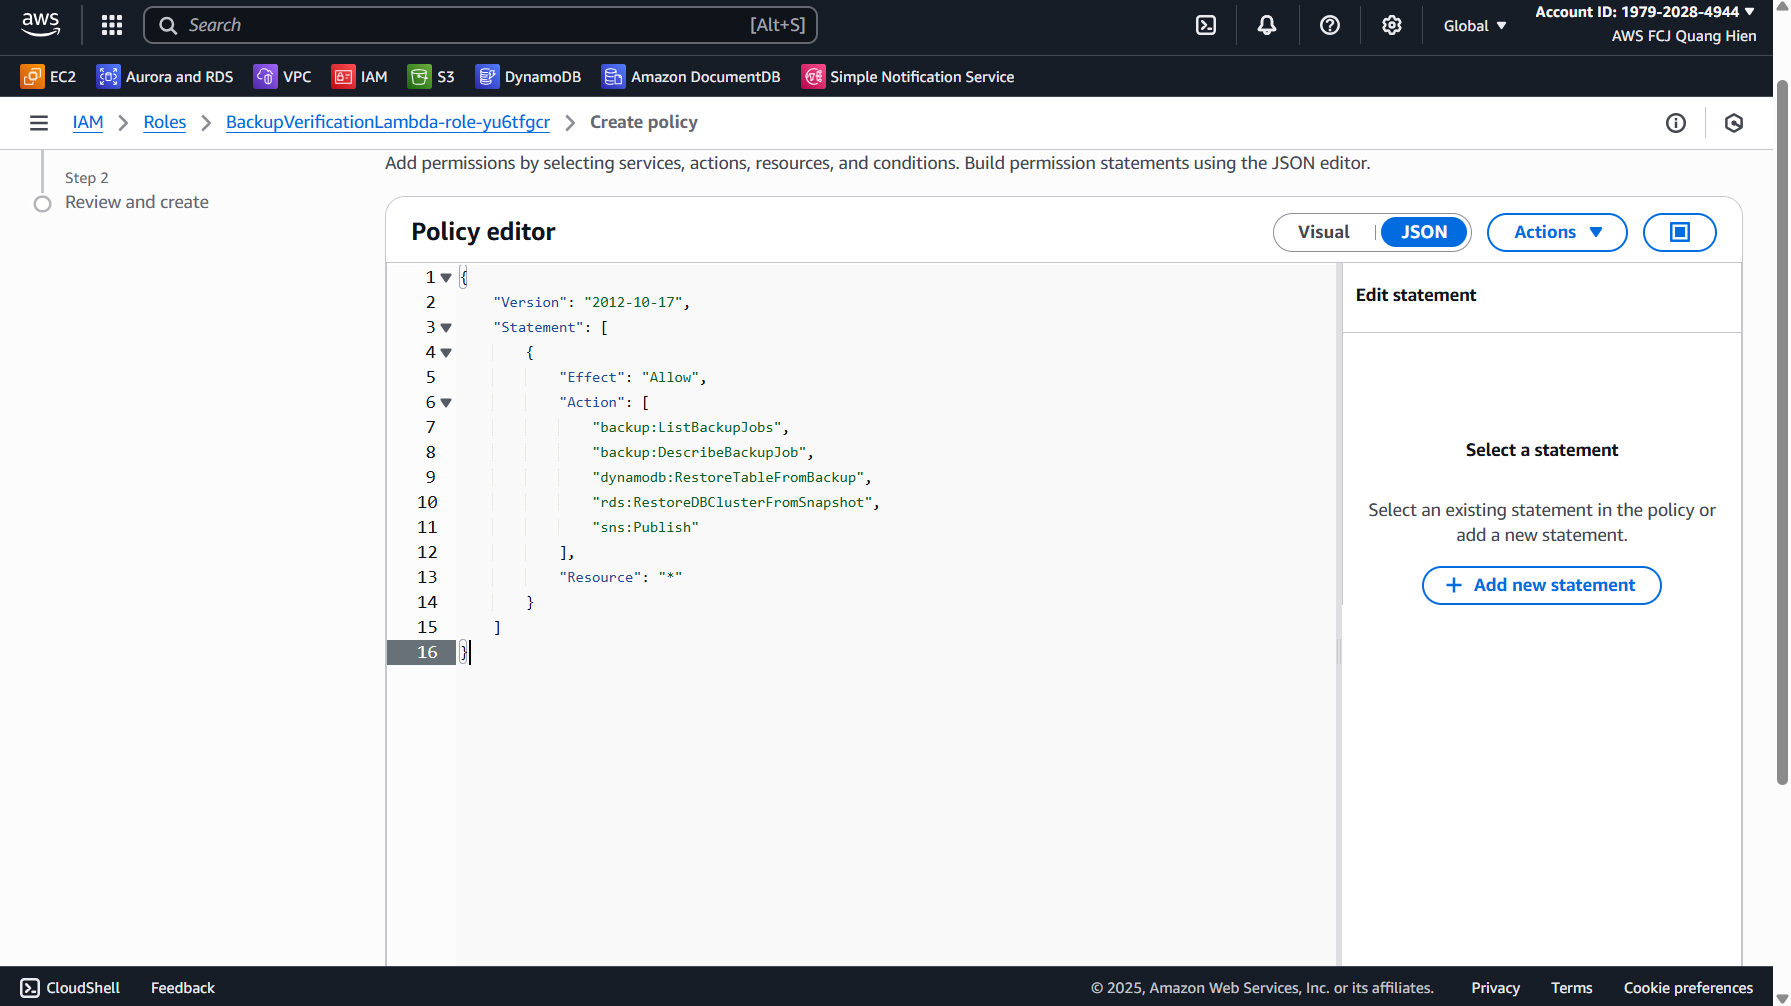 aws
Search [Alt+S]
Global
Account ID: 1979-2028-4944
AWS FCJ Quang Hien
EC2 Aurora and RDS VPC IAM S3 DynamoDB Amazon DocumentDB Simple Notification Service
IAM Roles BackupVerificationLambda-role-yu6tfgcr Create policy
Step 2
Review and create
Add permissions by selecting services, actions, resources, and conditions. Build permission statements using the JSON editor.
Policy editor
Visual JSON Actions
1 {
2 "Version": "2012-10-17",
3 "Statement": [
4 {
5 "Effect": "Allow",
6 "Action": [
7 "backup:ListBackupJobs",
8 "backup:DescribeBackupJob",
9 "dynamodb:RestoreTableFromBackup",
10 "rds:RestoreDBClusterFromSnapshot",
11 "sns:Publish"
12 ],
13 "Resource": "*"
14 }
15 ]
16 }
Edit statement
Select a statement
Select an existing statement in the policy or
add a new statement.
+ Add new statement
CloudShell Feedback © 2025, Amazon Web Services, Inc. or its affiliates. Privacy Terms Cookie preferences